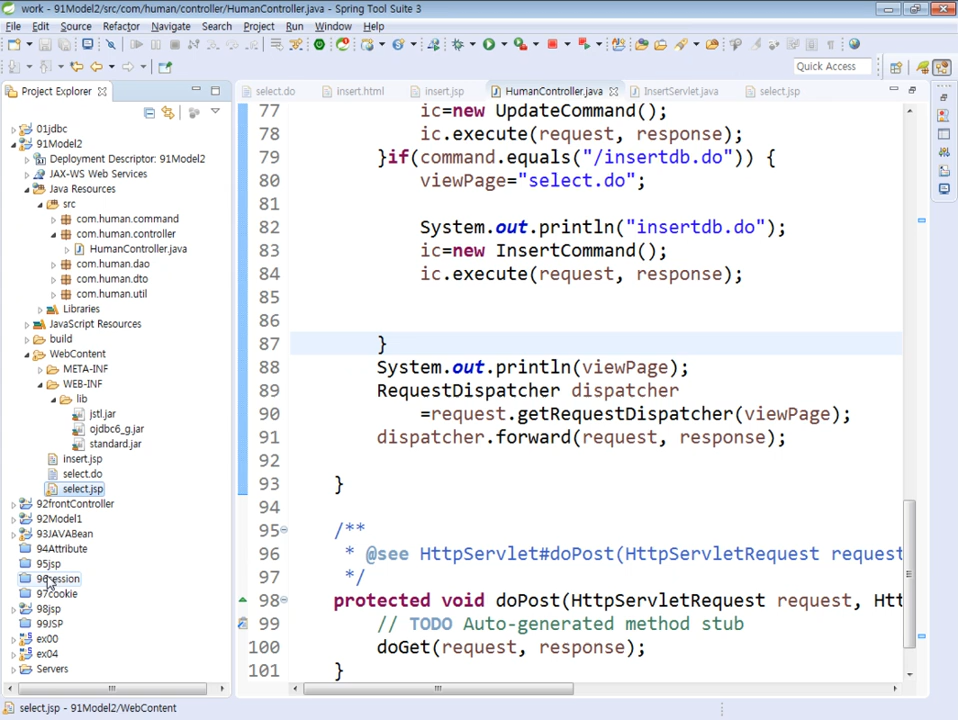 work - 91Model2/src/com/human/controller/HumanController.java - Spring Tool Suite 3
File Edit Source Refactor Navigate Search Project Run Window Help
Quick Access
Project Explorer
select.do insert.html insert.jsp HumanController.java InsertServlet.java select.jsp
01jdbc
91Model2
Deployment Descriptor: 91Model2
JAX-WS Web Services
Java Resources
src
com.human.command
com.human.controller
HumanController.java
com.human.dao
com.human.dto
com.human.util
Libraries
JavaScript Resources
build
WebContent
META-INF
WEB-INF
lib
jstl.jar
ojdbc6_g.jar
standard.jar
insert.jsp
select.do
select.jsp
92frontController
92Model1
93JAVABean
94Attribute
95jsp
96session
97cookie
98jsp
99JSP
ex00
ex04
Servers
77 ic=new UpdateCommand();
78 ic.execute(request, response);
79 }if(command.equals("/insertdb.do")) {
80 viewPage="select.do";
81
82 System.out.println("insertdb.do");
83 ic=new InsertCommand();
84 ic.execute(request, response);
85
86
87 }
88 System.out.println(viewPage);
89 RequestDispatcher dispatcher
90 =request.getRequestDispatcher(viewPage);
91 dispatcher.forward(request, response);
92
93 }
94
95 /**
96 * @see HttpServlet#doPost(HttpServletRequest request
97 */
98 protected void doPost(HttpServletRequest request, Htt
99 // TODO Auto-generated method stub
100 doGet(request, response);
101 }
select.jsp - 91Model2/WebContent